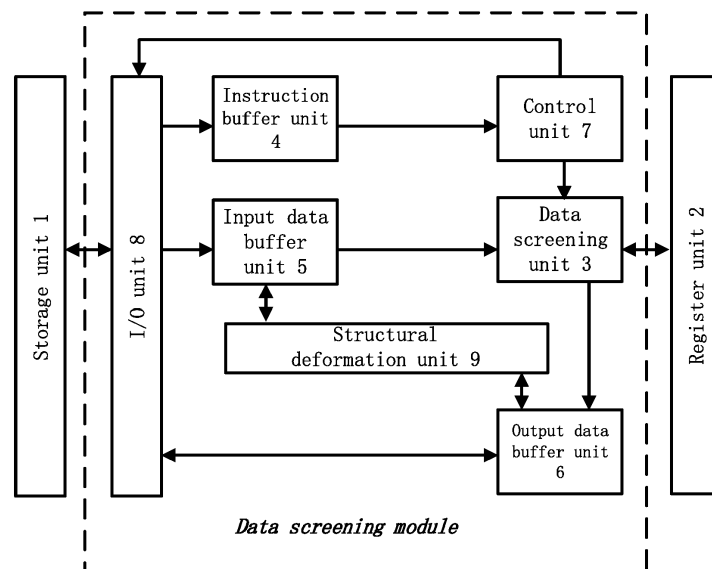 Storage unit 1
I/O unit 8
Instruction
buffer unit
4
Control
unit 7
Input data
buffer
unit 5
Data
screening
unit 3
Structural
deformation unit 9
Output data
buffer unit
6
Register unit 2
Data screening module